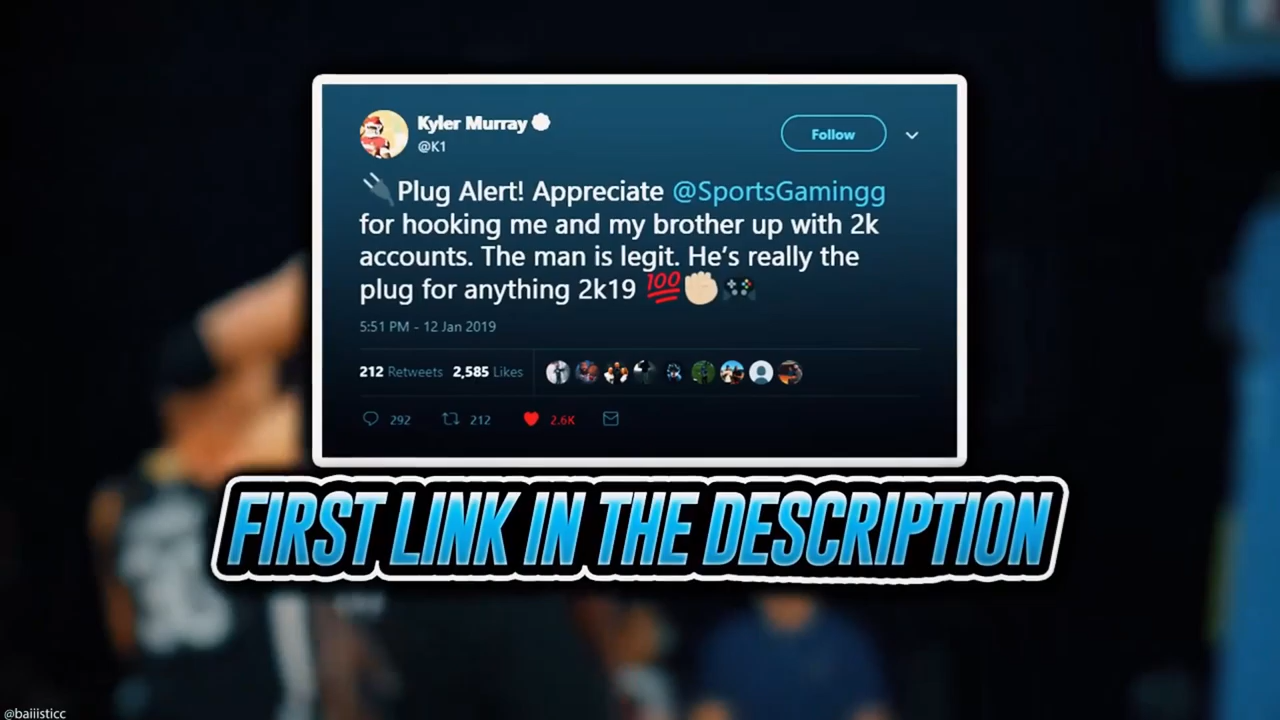 Kyler Murray
@K1
Follow
🔌Plug Alert! Appreciate @SportsGamingg
for hooking me and my brother up with 2k
accounts. The man is legit. He’s really the
plug for anything 2k19 💯✊🏼🎮
5:51 PM - 12 Jan 2019
212 Retweets 2,585 Likes
292 212 2.6K
FIRST LINK IN THE DESCRIPTION
@baiiisticc